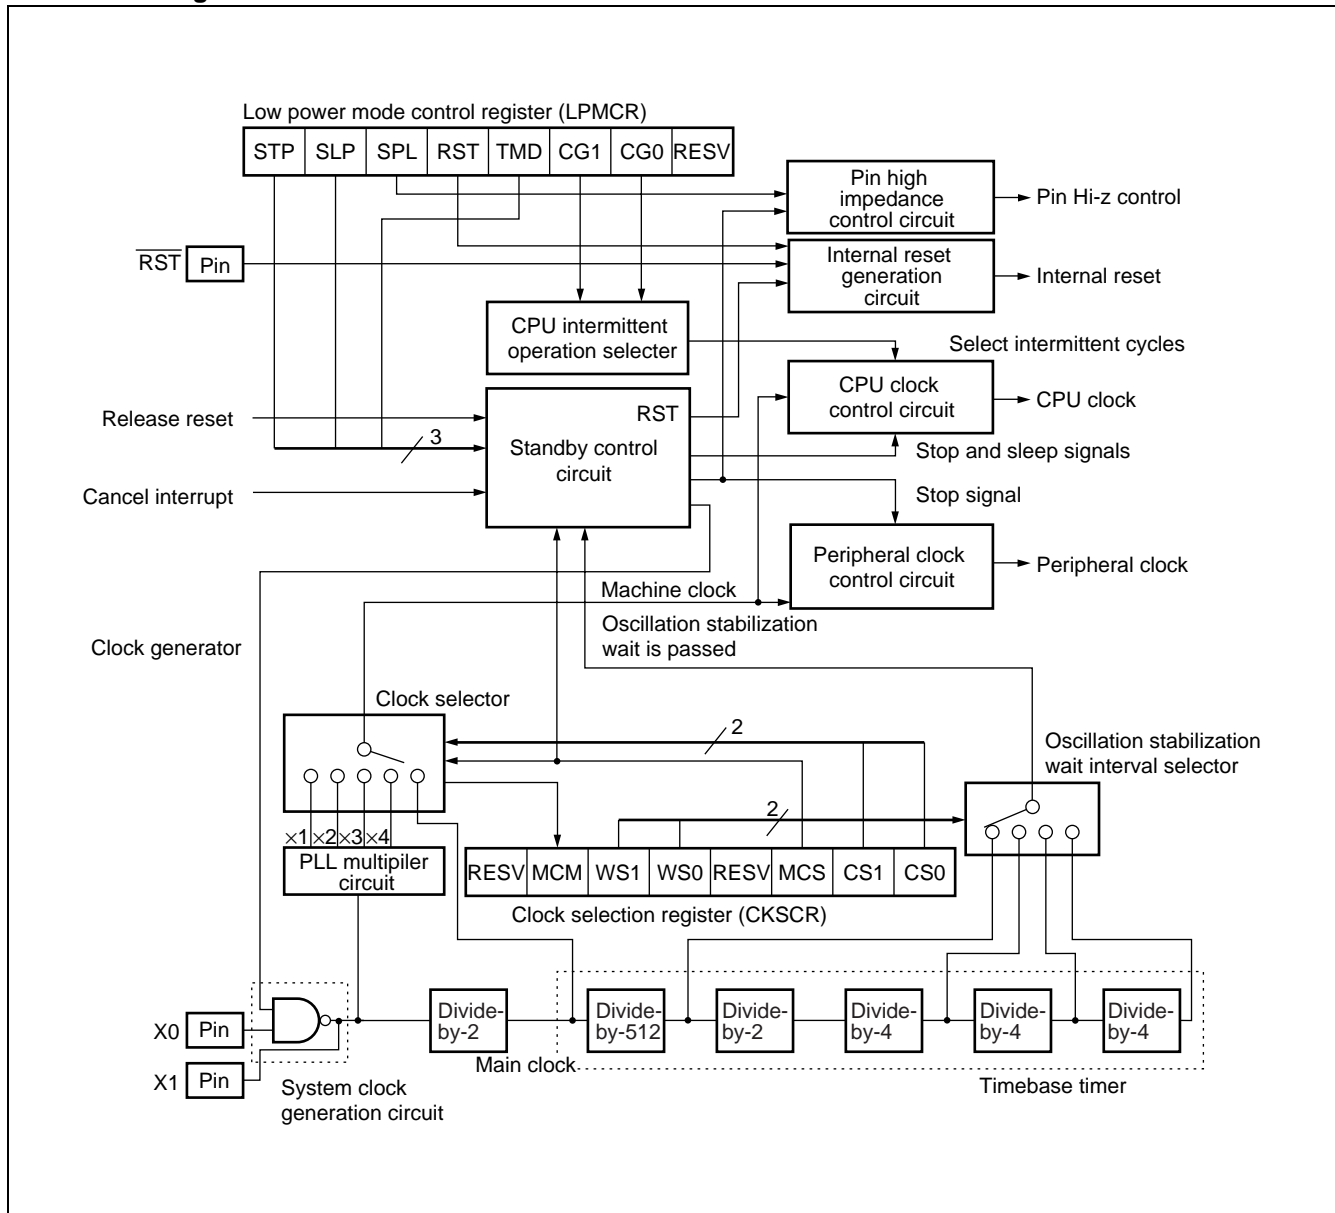 Low power mode control register (LPMCR)
STP SLP SPL RST TMD CG1 CG0 RESV
Pin high
impedance
control circuit
Pin Hi-z control
RST
Pin
Internal reset
generation
circuit
Internal reset
CPU intermittent
operation selecter
Select intermittent cycles
CPU clock
control circuit
CPU clock
Release reset
RST
3
Standby control
circuit
Stop and sleep signals
Cancel interrupt
Stop signal
Peripheral clock
control circuit
Peripheral clock
Machine clock
Oscillation stabilization
wait is passed
Clock generator
Clock selector
2
Oscillation stabilization
wait interval selector
2
×1 ×2 ×3 ×4
PLL multipiler
circuit
RESV MCM WS1 WS0 RESV MCS CS1 CS0
Clock selection register (CKSCR)
X0
Pin
X1
Pin
System clock
generation circuit
Divide-
by-2
Main clock
Divide-
by-512
Divide-
by-2
Divide-
by-4
Divide-
by-4
Divide-
by-4
Timebase timer